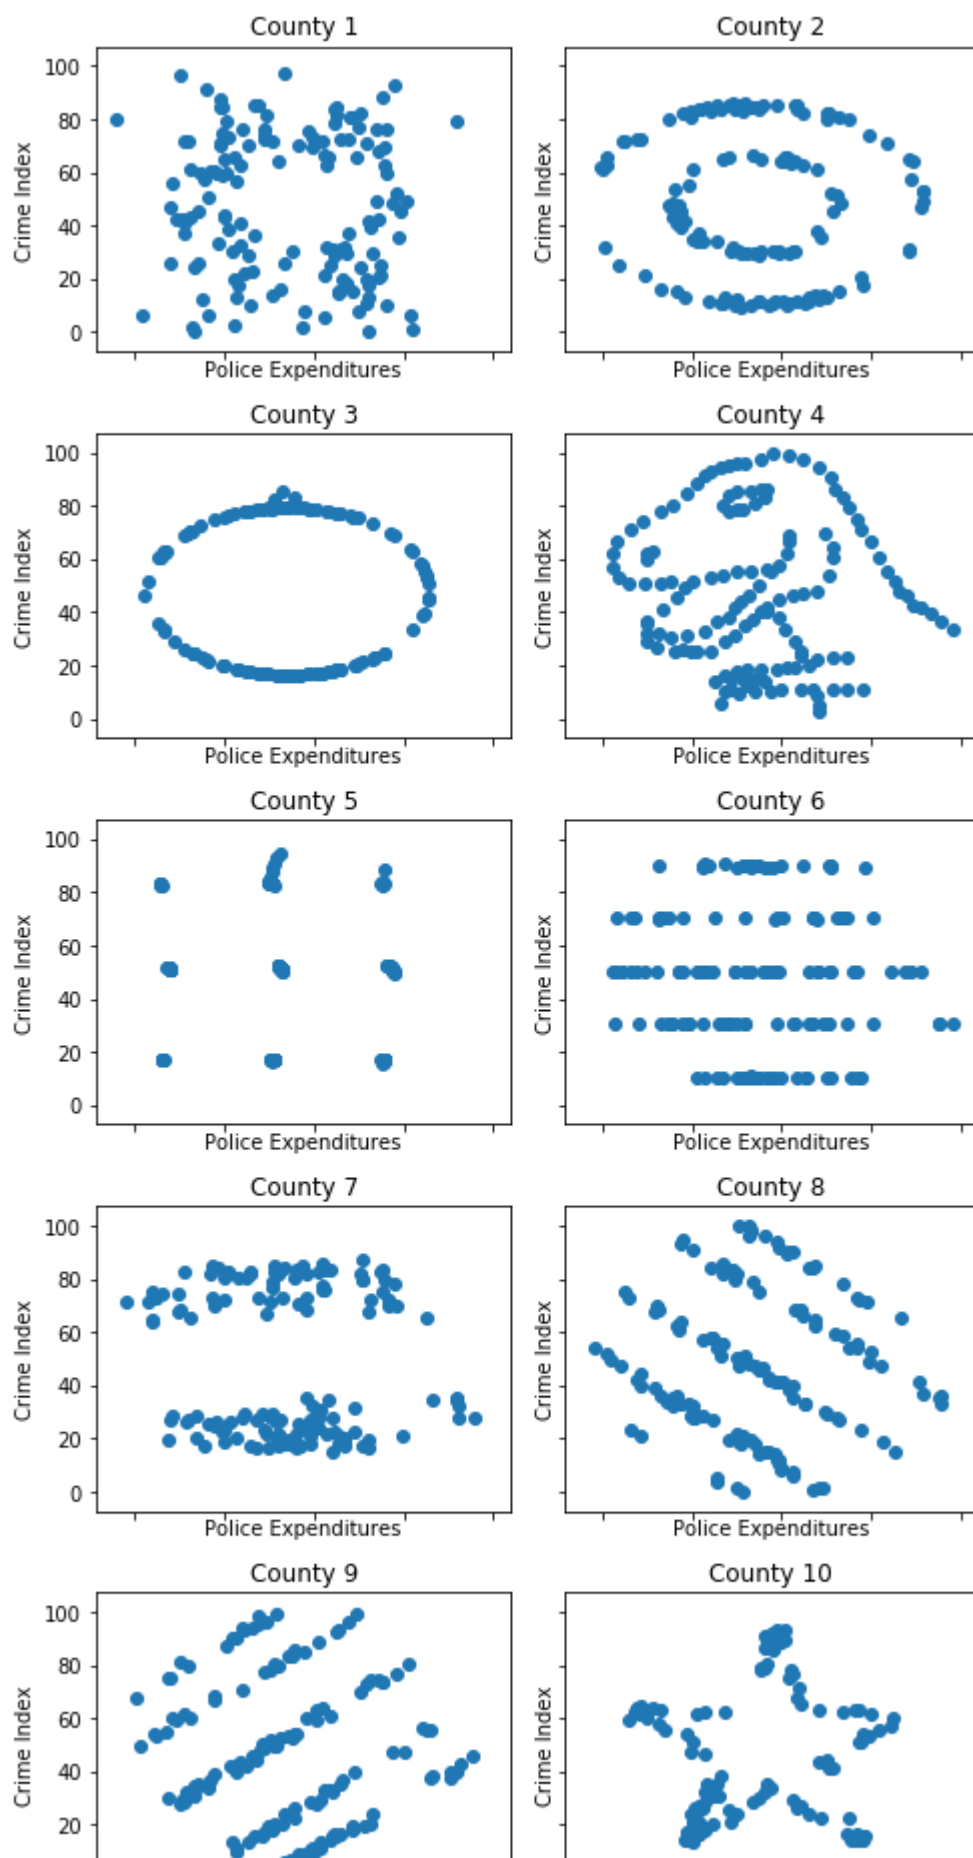 County 1
County 2
100
80
60
40
20
0
Crime Index
Crime Index
Police Expenditures
Police Expenditures
County 3
County 4
100
80
60
40
20
0
Crime Index
Crime Index
Police Expenditures
Police Expenditures
County 5
County 6
100
80
60
40
20
0
Crime Index
Crime Index
Police Expenditures
Police Expenditures
County 7
County 8
100
80
60
40
20
0
Crime Index
Crime Index
Police Expenditures
Police Expenditures
County 9
County 10
100
80
60
40
20
Crime Index
Crime Index